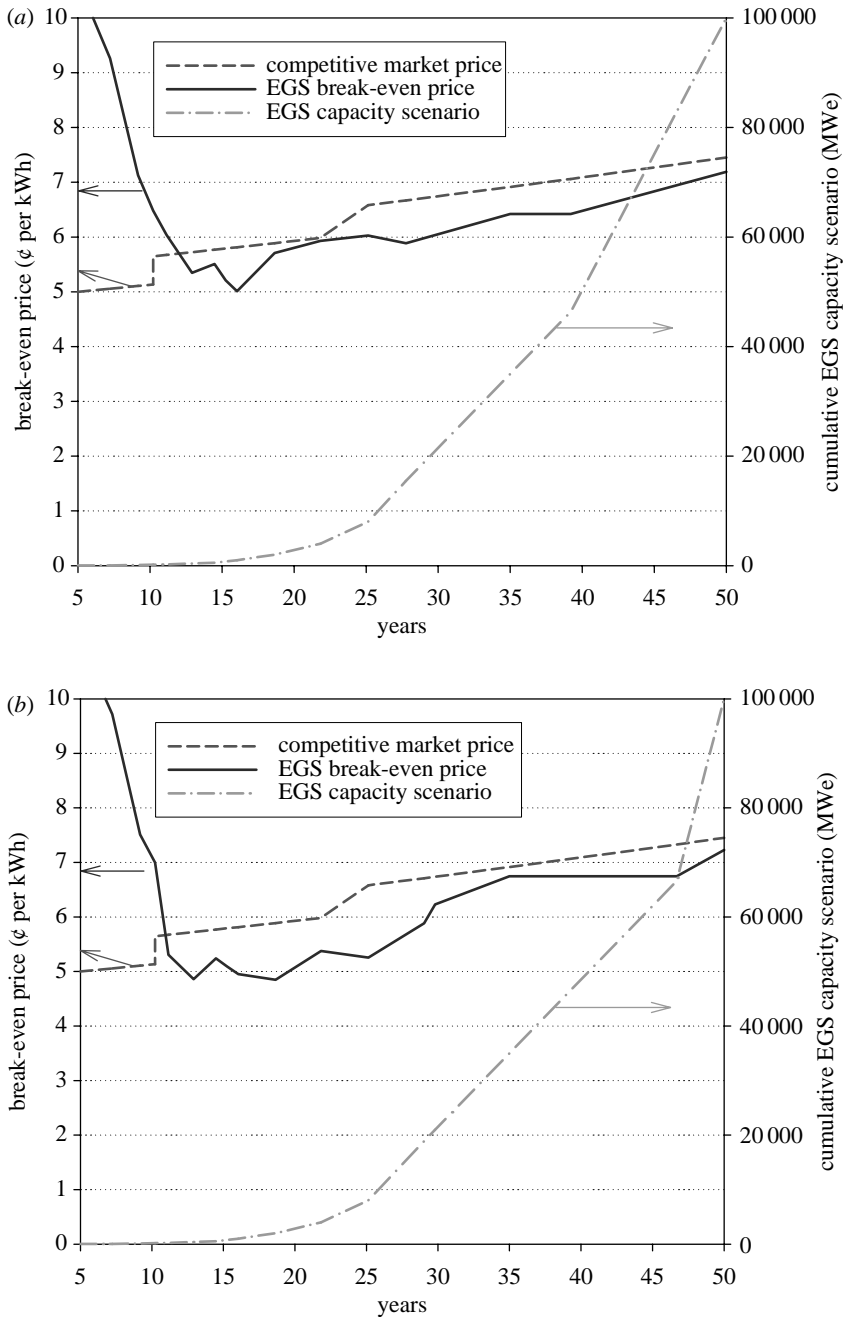 (a)
10
9
8
7
6
5
4
3
2
1
0
break-even price (¢ per kWh)
competitive market price
EGS break-even price
EGS capacity scenario
100 000
80 000
60 000
40 000
20 000
0
cumulative EGS capacity scenario (MWe)
5 10 15 20 25 30 35 40 45 50
years
(b)
10
9
8
7
6
5
4
3
2
1
0
break-even price (¢ per kWh)
competitive market price
EGS break-even price
EGS capacity scenario
100 000
80 000
60 000
40 000
20 000
0
cumulative EGS capacity scenario (MWe)
5 10 15 20 25 30 35 40 45 50
years